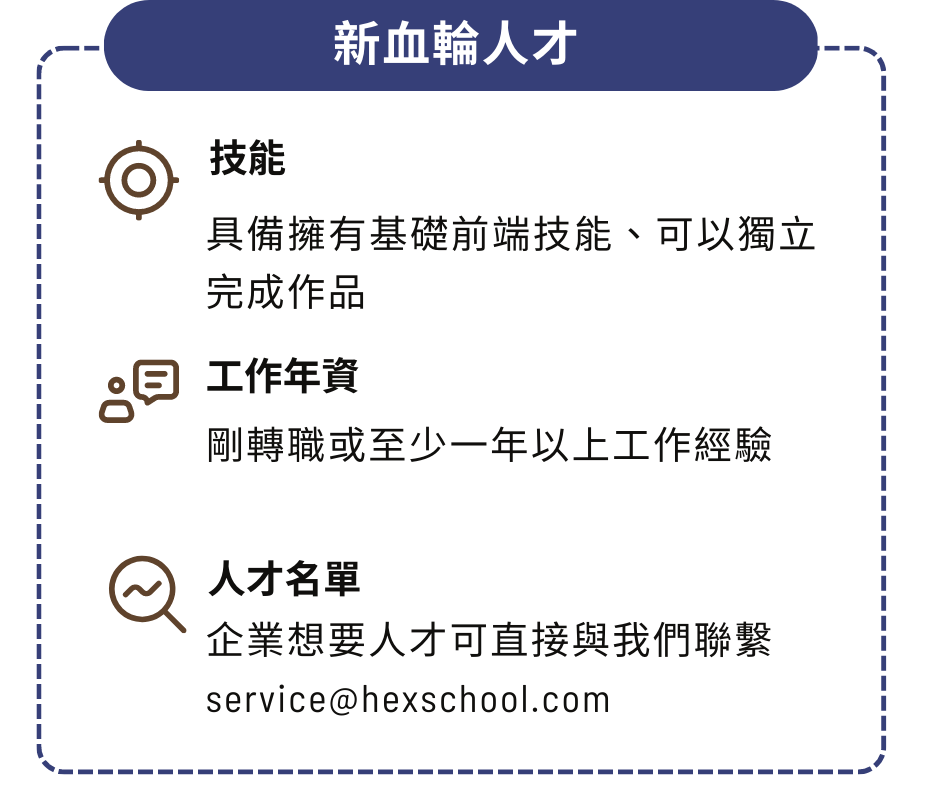 新血輪人才
技能
具備擁有基礎前端技能、可以獨立
完成作品
工作年資
剛轉職或至少一年以上工作經驗
人才名單
企業想要人才可直接與我們聯繫
service@hexschool.com